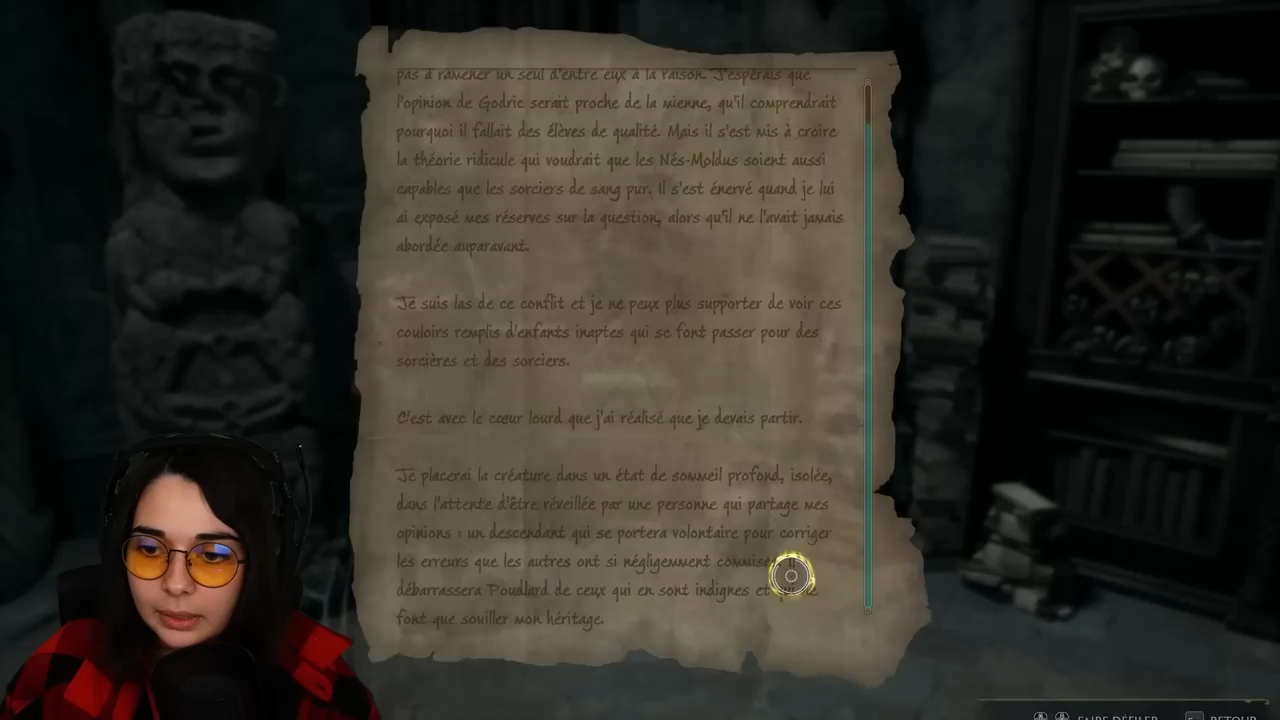 pas à ramener un seul d'entre eux à la raison. J'espérais que
l'opinion de Godric serait proche de la mienne, qu'il comprendrait
pourquoi il fallait des élèves de qualité. Mais il s'est mis à croire
la théorie ridicule qui voudrait que les Nés-Moldus soient aussi
capables que les sorciers de sang pur. Il s'est énervé quand je lui
ai exposé mes réserves sur la question, alors qu'il ne l'avait jamais
abordée auparavant.
Je suis las de ce conflit et je ne peux plus supporter de voir ces
couloirs remplis d'enfants inaptes qui se font passer pour des
sorcières et des sorciers.
C'est avec le cœur lourd que j'ai réalisé que je devais partir.
Je placerai la créature dans un état de sommeil profond, isolée,
dans l'attente d'être réveillée par une personne qui partage mes
opinions : un descendant qui se portera volontaire pour corriger
les erreurs que les autres ont si négligemment commises. Il
débarrassera Poudlard de ceux qui en sont indignes et qui ne
font que souiller mon héritage.
FAIRE DÉFILER
RETOUR